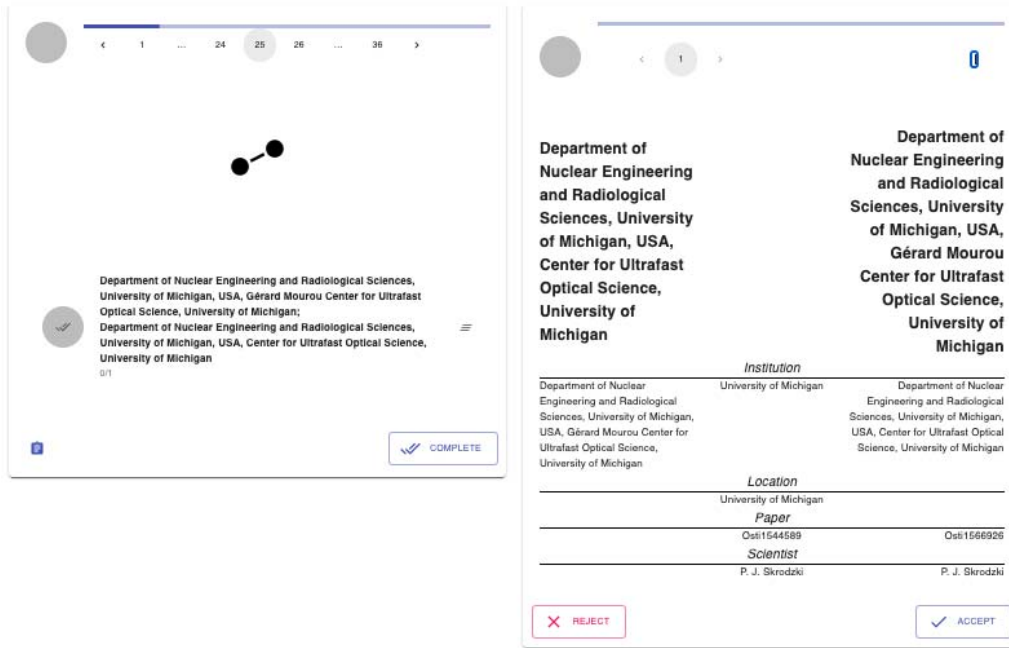 1 ... 24 25 26 ... 36
Department of Nuclear Engineering and Radiological Sciences,
University of Michigan, USA, Gérard Mourou Center for Ultrafast
Optical Science, University of Michigan;
Department of Nuclear Engineering and Radiological Sciences,
University of Michigan, USA, Center for Ultrafast Optical Science,
University of Michigan
0/1
COMPLETE
1
Department of
Nuclear Engineering
and Radiological
Sciences, University
of Michigan, USA,
Center for Ultrafast
Optical Science,
University of
Michigan
Department of
Nuclear Engineering
and Radiological
Sciences, University
of Michigan, USA,
Gérard Mourou
Center for Ultrafast
Optical Science,
University of
Michigan
Institution
Department of Nuclear
Engineering and Radiological
Sciences, University of Michigan,
USA, Gérard Mourou Center for
Ultrafast Optical Science,
University of Michigan
University of Michigan
Department of Nuclear
Engineering and Radiological
Sciences, University of Michigan,
USA, Center for Ultrafast Optical
Science, University of Michigan
Location
University of Michigan
Paper
Osti1544589 Osti1566926
Scientist
P. J. Skrodzki P. J. Skrodzki
REJECT
ACCEPT